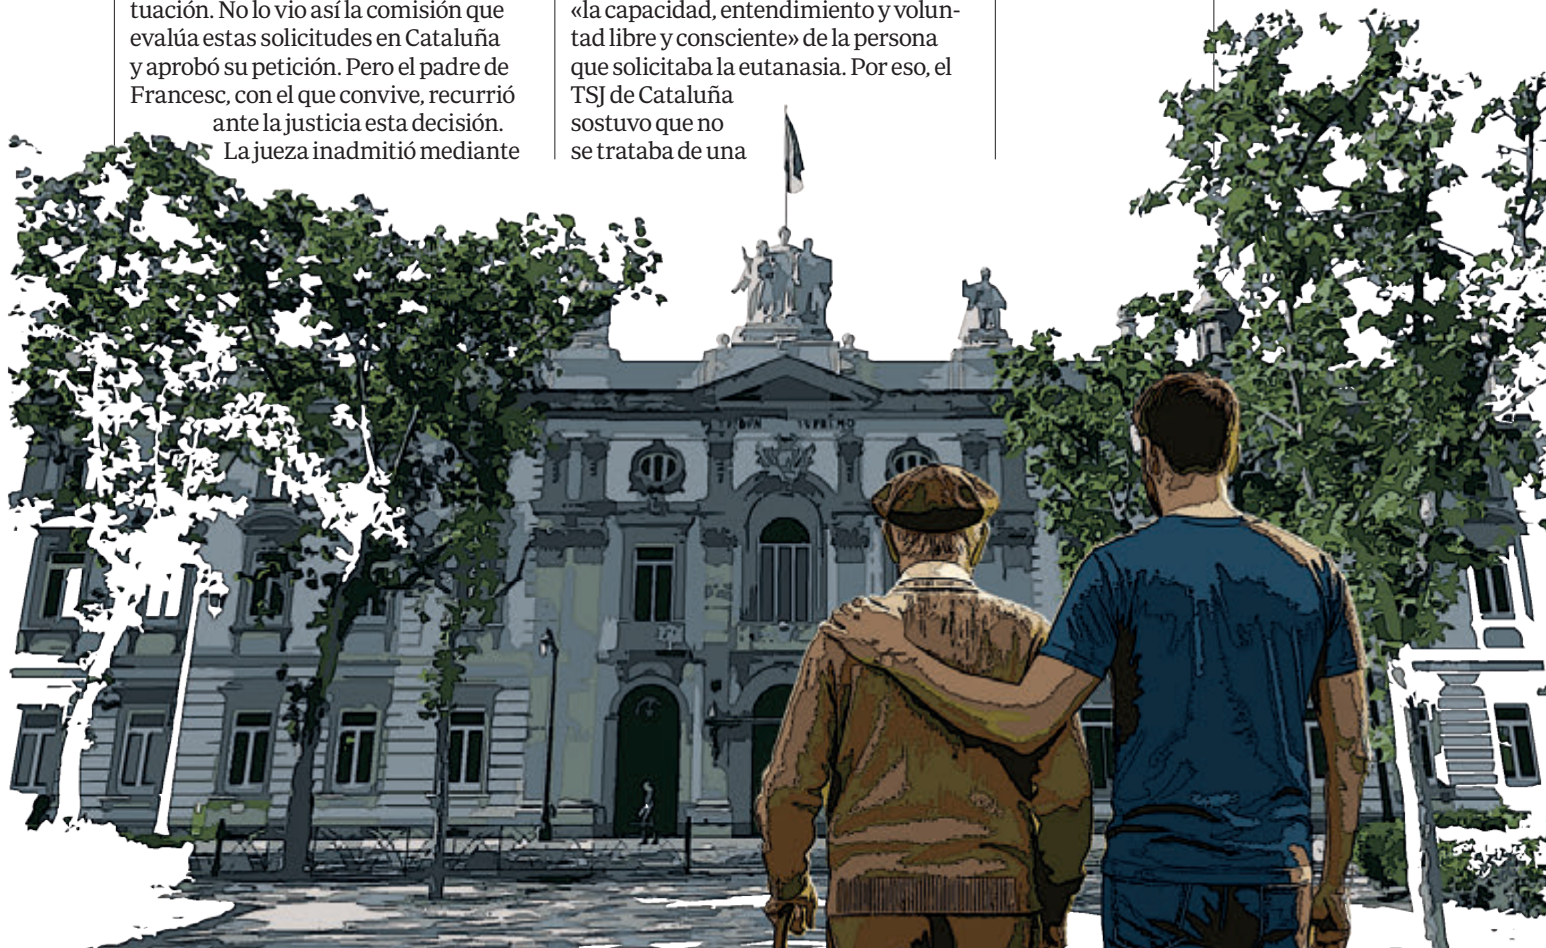 tuación. No lo vio así la comisión que
evalúa estas solicitudes en Cataluña
y aprobó su petición. Pero el padre de
Francesc, con el que convive, recurrió
ante la justicia esta decisión.
La jueza inadmitió mediante
«la capacidad, entendimiento y volun-
tad libre y consciente» de la persona
que solicitaba la eutanasia. Por eso, el
TSJ de Cataluña
sostuvo que no
se trataba de una